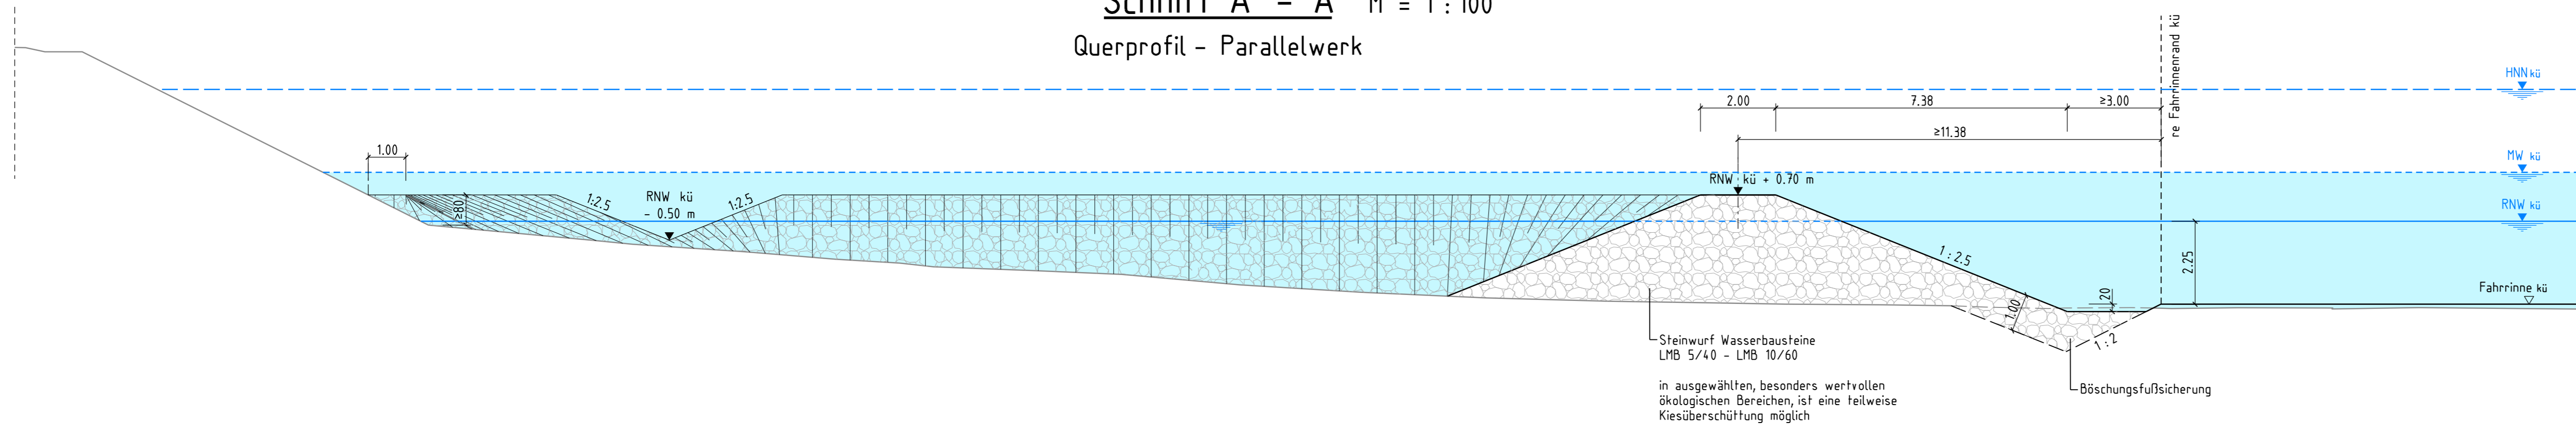 Schnitt A - A M = 1 : 100
Querprofil - Parallelwerk
re Fahrrinnenrand kü
HNN kü
2.00
7.38
≥3.00
≥11.38
1.00
MW kü
RNW kü + 0.70 m
RNW kü
- 0.50 m
1:2.5
1:2.5
≥80
RNW kü
1 : 2.5
2.25
Fahrrinne kü
20
1.00
1 : 2
Steinwurf Wasserbausteine
LMB 5/40 - LMB 10/60
in ausgewählten, besonders wertvollen
ökologischen Bereichen, ist eine teilweise
Kiesüberschüttung möglich
Böschungsfußsicherung